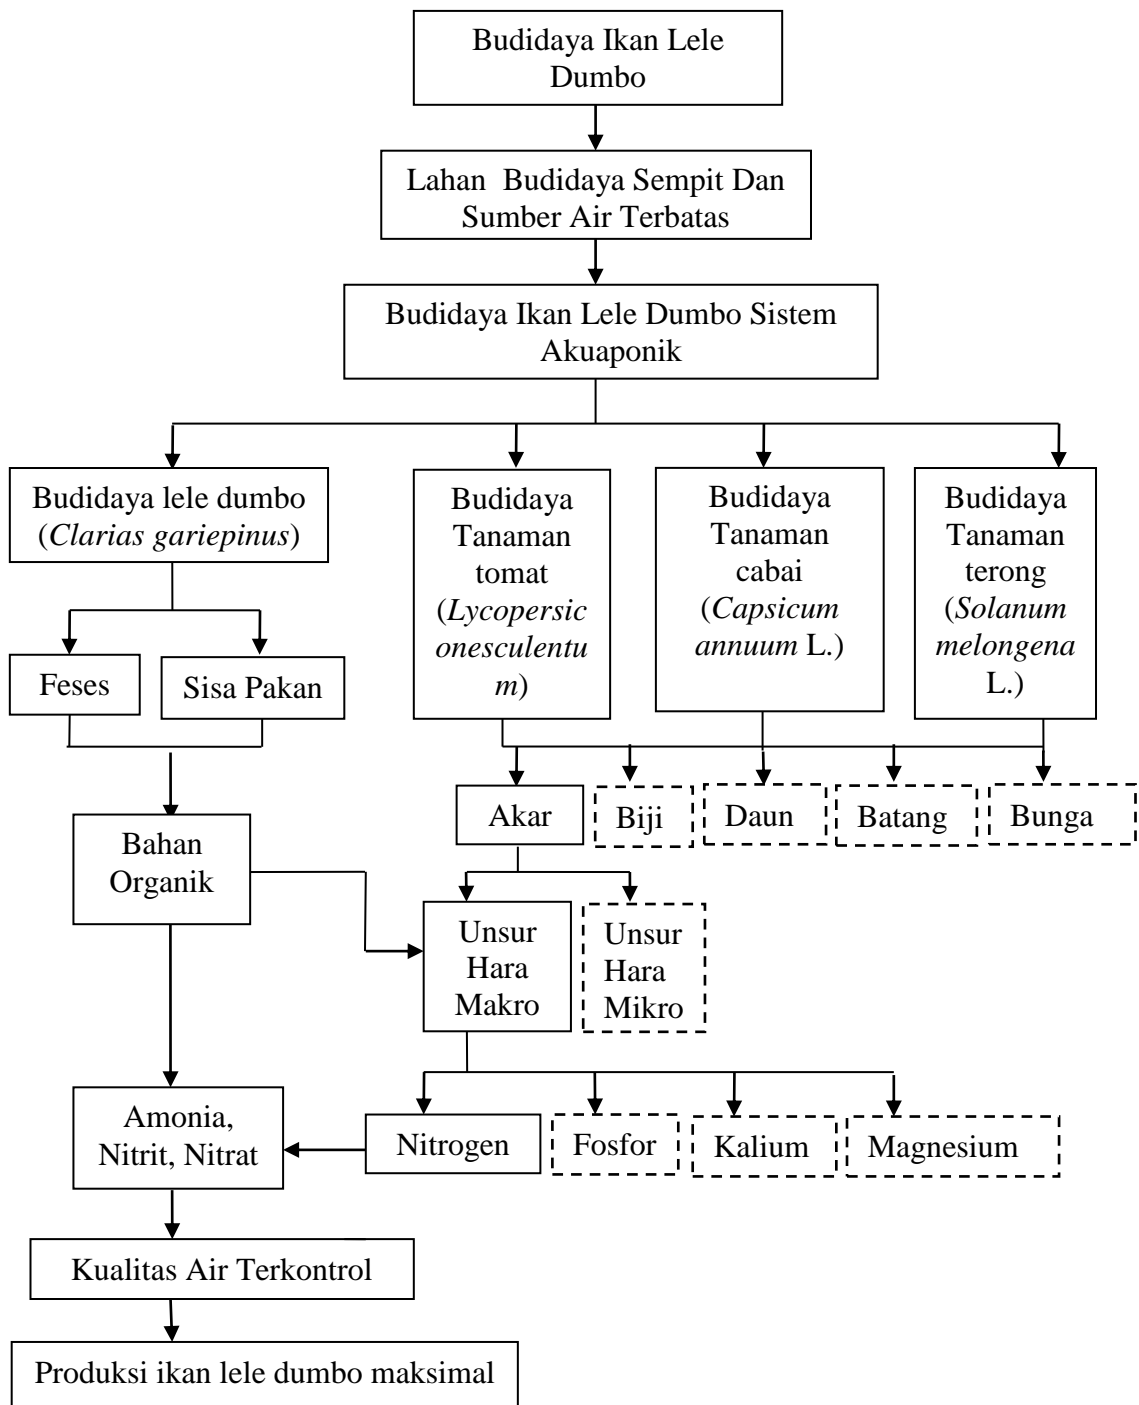 Budidaya Ikan Lele
Dumbo
Lahan Budidaya Sempit Dan
Sumber Air Terbatas
Budidaya Ikan Lele Dumbo Sistem
Akuaponik
Budidaya lele dumbo
(Clarias gariepinus)
Budidaya
Tanaman
tomat
(Lycopersic
onesculentu
m)
Budidaya
Tanaman
cabai
(Capsicum
annuum L.)
Budidaya
Tanaman
terong
(Solanum
melongena
L.)
Feses
Sisa Pakan
Akar
Biji
Daun
Batang
Bunga
Bahan
Organik
Unsur
Hara
Makro
Unsur
Hara
Mikro
Amonia,
Nitrit, Nitrat
Nitrogen
Fosfor
Kalium
Magnesium
Kualitas Air Terkontrol
Produksi ikan lele dumbo maksimal